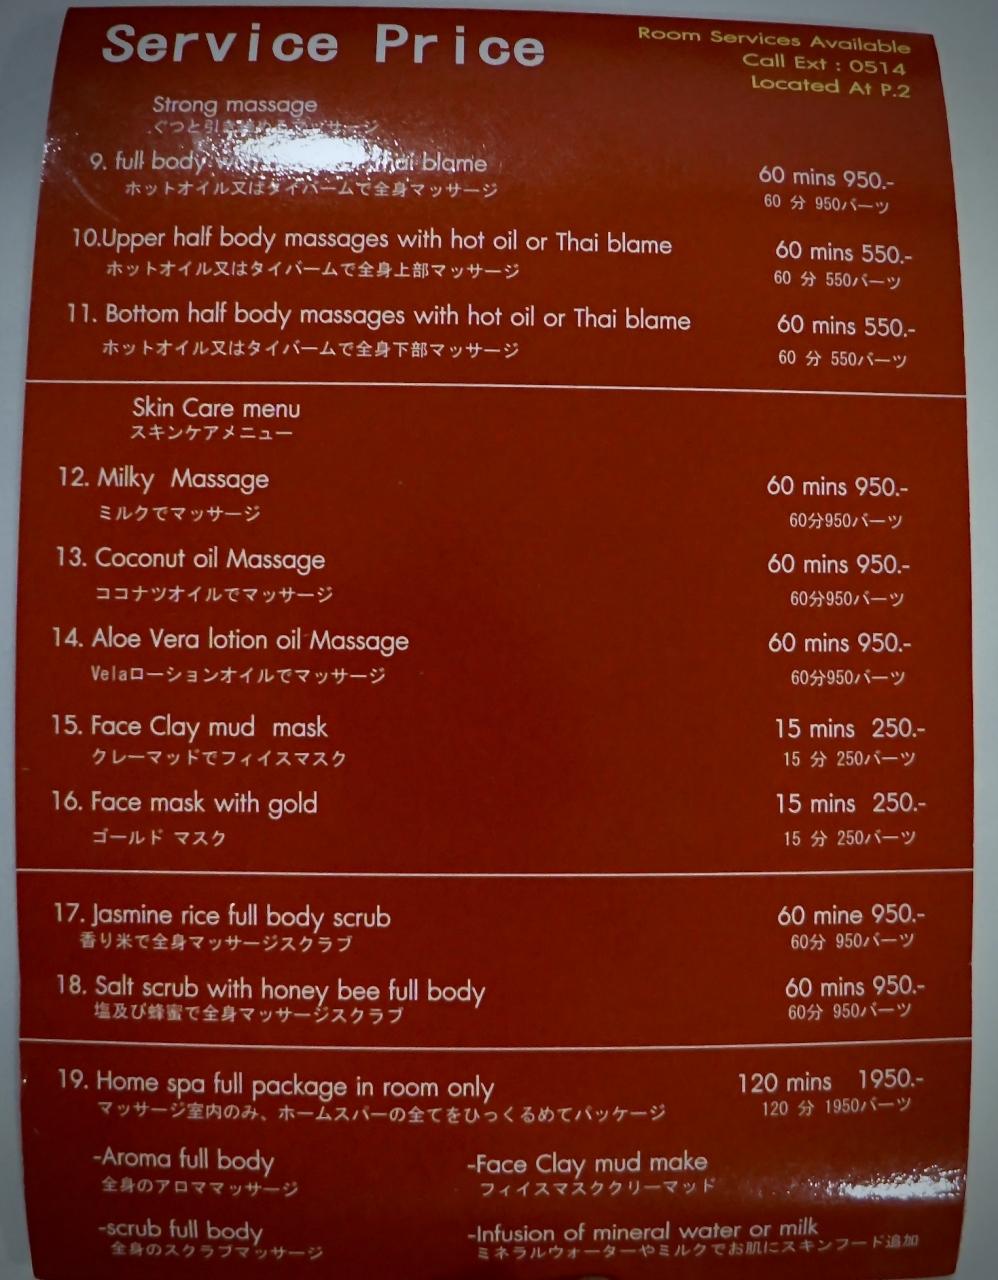 Service Price
Room Services Available
Call Ext : 0514
Located At P.2
Strong massage
ぐつと引き マッサージ
9. full body Thai blame 60 mins 950.-
ホットオイル又はタイバームで全身マッサージ 60 分 950バーツ
10.Upper half body massages with hot oil or Thai blame 60 mins 550.-
ホットオイル又はタイバームで全身上部マッサージ 60 分 550バーツ
11. Bottom half body massages with hot oil or Thai blame 60 mins 550.-
ホットオイル又はタイバームで全身下部マッサージ 60 分 550バーツ
Skin Care menu
スキンケアメニュー
12. Milky Massage 60 mins 950.-
ミルクでマッサージ 60分950バーツ
13. Coconut oil Massage 60 mins 950.-
ココナツオイルでマッサージ 60分950バーツ
14. Aloe Vera lotion oil Massage 60 mins 950.-
Velaローションオイルでマッサージ 60分950バーツ
15. Face Clay mud mask 15 mins 250.-
クレーマッドでフィイスマスク 15 分 250バーツ
16. Face mask with gold 15 mins 250.-
ゴールド マスク 15 分 250バーツ
17. Jasmine rice full body scrub 60 mine 950.-
香り米で全身マッサージスクラブ 60分 950バーツ
18. Salt scrub with honey bee full body 60 mins 950.-
塩及び蜂蜜で全身マッサージスクラブ 60分 950バーツ
19. Home spa full package in room only 120 mins 1950.-
マッサージ室内のみ、ホームスパーの全てをひっくるめてパッケージ 120 分 1950バーツ
-Aroma full body -Face Clay mud make
全身のアロママッサージ フィイスマスククリーマッド
-scrub full body -Infusion of mineral water or milk
全身のスクラブマッサージ ミネラルウォーターやミルクでお肌にスキンフード追加